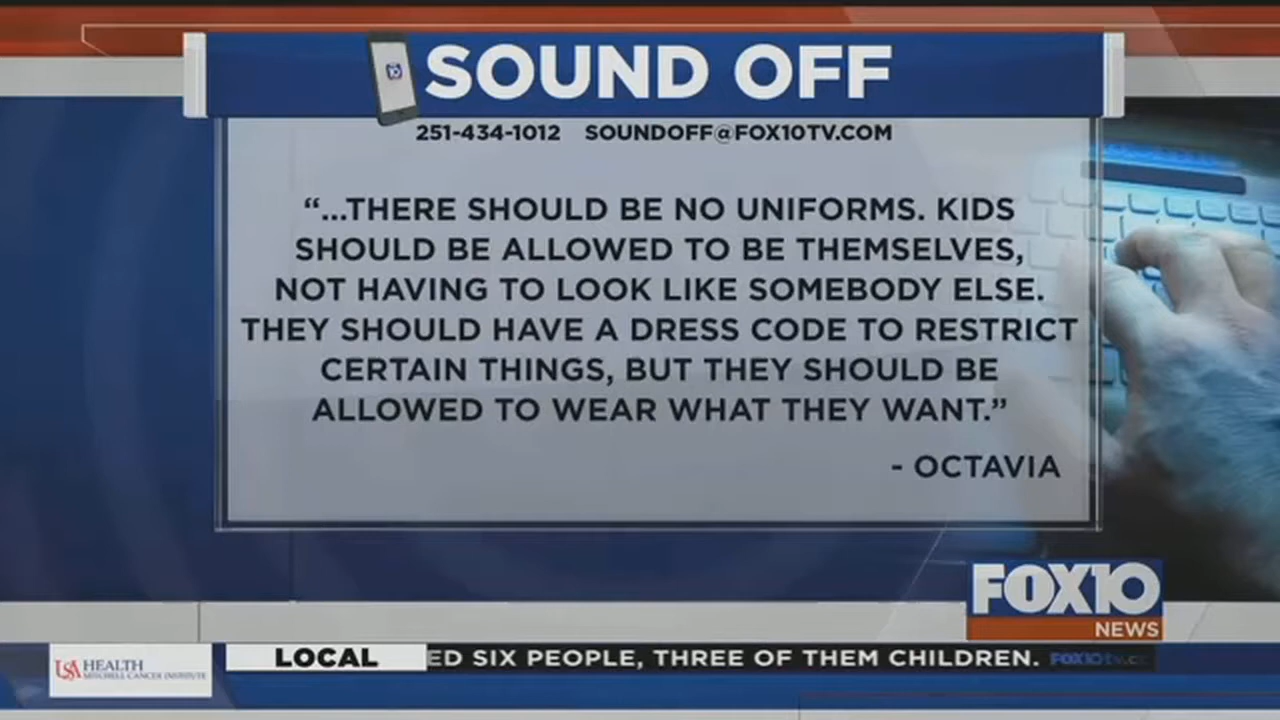 SOUND OFF
251-434-1012 SOUNDOFF@FOX10TV.COM
“...THERE SHOULD BE NO UNIFORMS. KIDS
SHOULD BE ALLOWED TO BE THEMSELVES,
NOT HAVING TO LOOK LIKE SOMEBODY ELSE.
THEY SHOULD HAVE A DRESS CODE TO RESTRICT
CERTAIN THINGS, BUT THEY SHOULD BE
ALLOWED TO WEAR WHAT THEY WANT.”
- OCTAVIA
FOX10
NEWS
USA HEALTH
MITCHELL CANCER INSTITUTE
LOCAL ED SIX PEOPLE, THREE OF THEM CHILDREN.